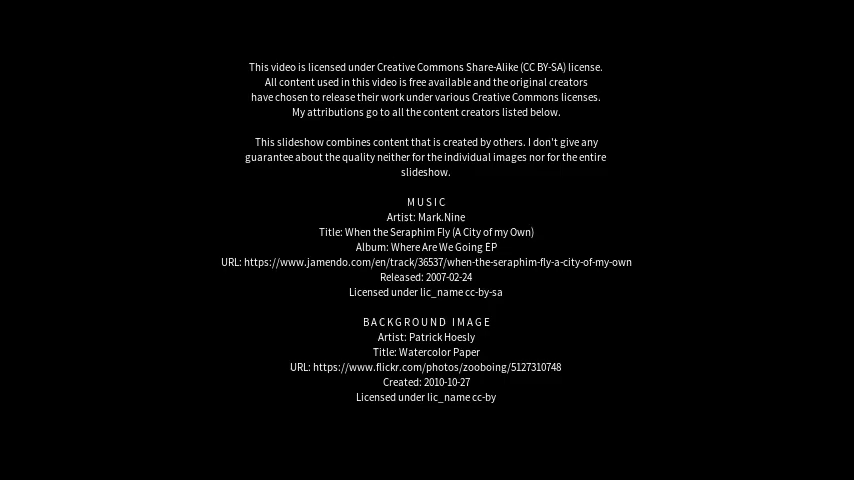 This video is licensed under Creative Commons Share-Alike (CC BY-SA) license.
All content used in this video is free available and the original creators
have chosen to release their work under various Creative Commons licenses.
My attributions go to all the content creators listed below.
This slideshow combines content that is created by others. I don't give any
guarantee about the quality neither for the individual images nor for the entire
slideshow.
MUSIC
Artist: Mark.Nine
Title: When the Seraphim Fly (A City of my Own)
Album: Where Are We Going EP
URL: https://www.jamendo.com/en/track/36537/when-the-seraphim-fly-a-city-of-my-own
Released: 2007-02-24
Licensed under lic_name cc-by-sa
BACKGROUND IMAGE
Artist: Patrick Hoesly
Title: Watercolor Paper
URL: https://www.flickr.com/photos/zooboing/5127310748
Created: 2010-10-27
Licensed under lic_name cc-by